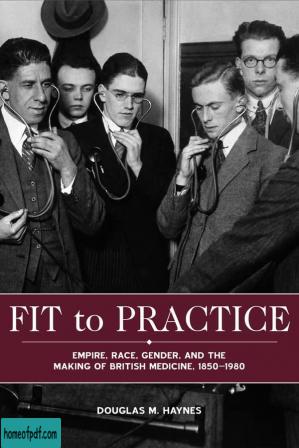 FIT to PRACTICE
EMPIRE, RACE, GENDER, AND THE
MAKING OF BRITISH MEDICINE, 1850–1980
DOUGLAS M. HAYNES
homeofpdf.com